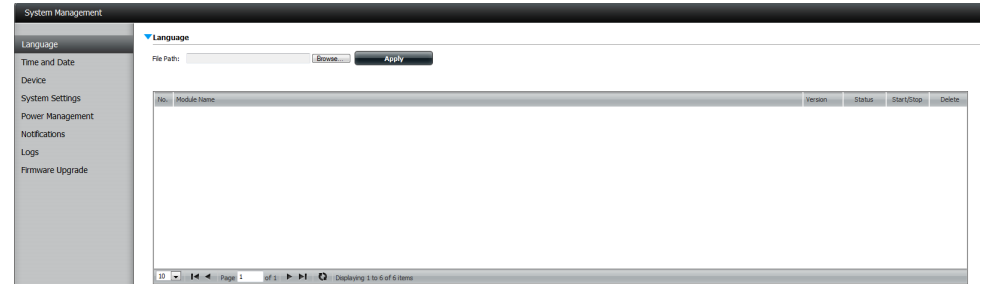 System Management
Language
Time and Date
Device
System Settings
Power Management
Notifications
Logs
Firmware Upgrade
Language
File Path: Browse... Apply
No. Module Name Version Status Start/Stop Delete
10 Page 1 of 1 Displaying 1 to 6 of 6 items